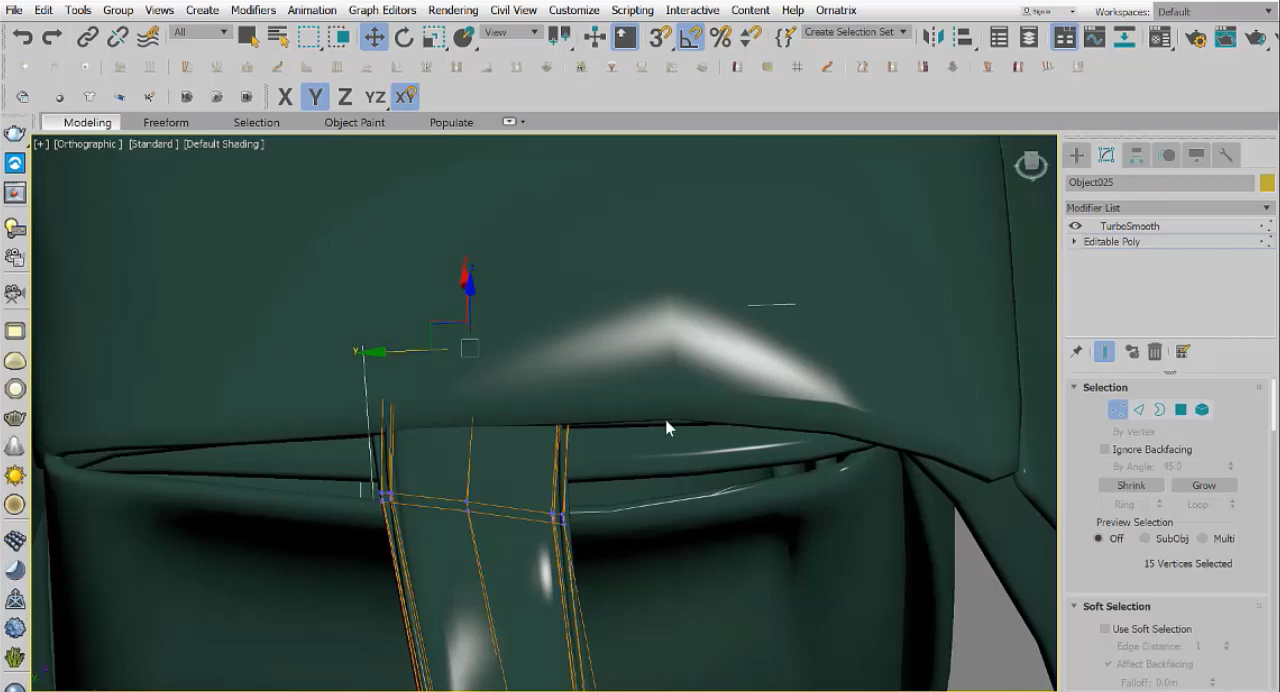 File Edit Tools Group Views Create Modifiers Animation Graph Editors Rendering Civil View Customize Scripting Interactive Content Help Ornatrix Sign In Workspaces: Default
All View Create Selection Set
X Y Z YZ XY
Modeling Freeform Selection Object Paint Populate
[+] [Orthographic ] [Standard ] [Default Shading ]
Object025
Modifier List
TurboSmooth
Editable Poly
Selection
By Vertex
Ignore Backfacing
By Angle: 45.0
Shrink Grow
Ring Loop
Preview Selection
Off SubObj Multi
15 Vertices Selected
Soft Selection
Use Soft Selection
Edge Distance: 1
Affect Backfacing
Falloff: 0.0m
y